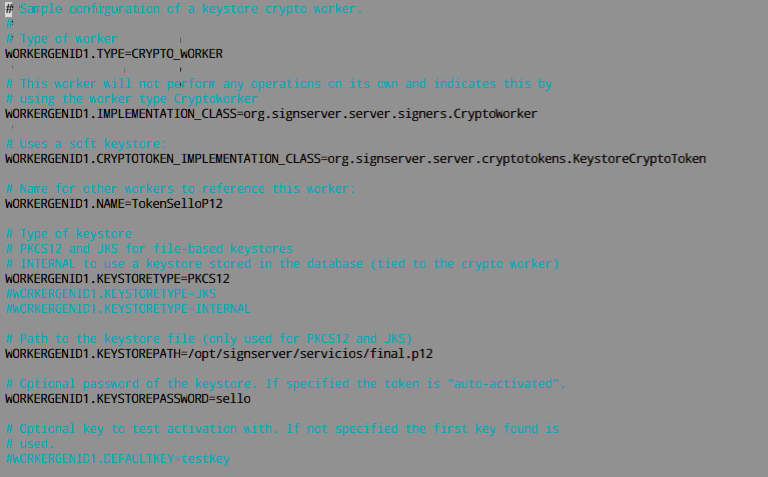 # Sample configuration of a keystore crypto worker.
#
# Type of worker
WORKERGENID1.TYPE=CRYPTO_WORKER
# This worker will not perform any operations on its own and indicates this by
# using the worker type CryptoWorker
WORKERGENID1.IMPLEMENTATION_CLASS=org.signserver.server.signers.CryptoWorker
# Uses a soft keystore:
WORKERGENID1.CRYPTOTOKEN_IMPLEMENTATION_CLASS=org.signserver.server.cryptotokens.KeystoreCryptoToken
# Name for other workers to reference this worker:
WORKERGENID1.NAME=TokenSelloP12
# Type of keystore
# PKCS12 and JKS for file-based keystores
# INTERNAL to use a keystore stored in the database (tied to the crypto worker)
WORKERGENID1.KEYSTORETYPE=PKCS12
#WORKERGENID1.KEYSTORETYPE=JKS
#WORKERGENID1.KEYSTORETYPE=INTERNAL
# Path to the keystore file (only used for PKCS12 and JKS)
WORKERGENID1.KEYSTOREPATH=/opt/signserver/servicios/final.p12
# Optional password of the keystore. If specified the token is "auto-activated".
WORKERGENID1.KEYSTOREPASSWORD=sello
# Optional key to test activation with. If not specified the first key found is
# used.
#WORKERGENID1.DEFAULTKEY=testKey